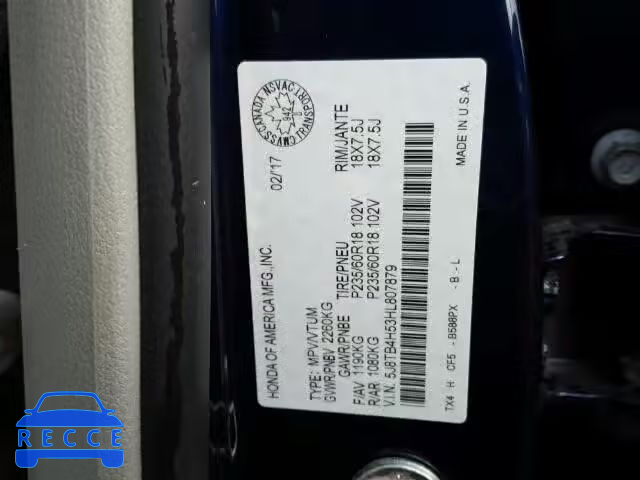 HONDA OF AMERICA MFG.,INC. 02/17
CMVSS CANADA NSVAC TRANSPORT
842
TYPE: MPV/VTUM
GVWR/PNBV 2260KG
GAWR/PNBE TIRE/PNEU RIM/JANTE
F/AV 1190KG P235/60R18 102V 18X7.5J
R/AR 1080KG P235/60R18 102V 18X7.5J
V.I.N. 5J8TB4H53HL807879
TX4 H CF5 - B588PX - B - L MADE IN U.S.A.
RECCE